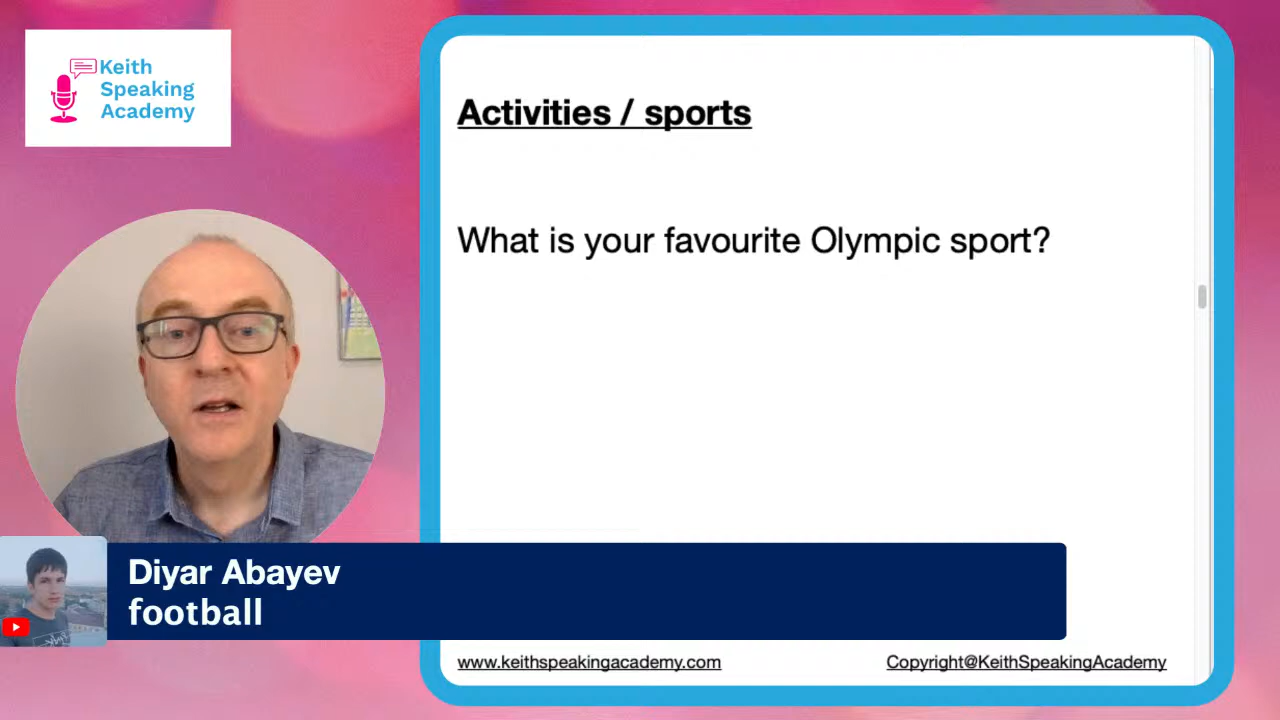 Keith
Speaking
Academy
Activities / sports
What is your favourite Olympic sport?
Diyar Abayev
football
www.keithspeakingacademy.com
Copyright@KeithSpeakingAcademy